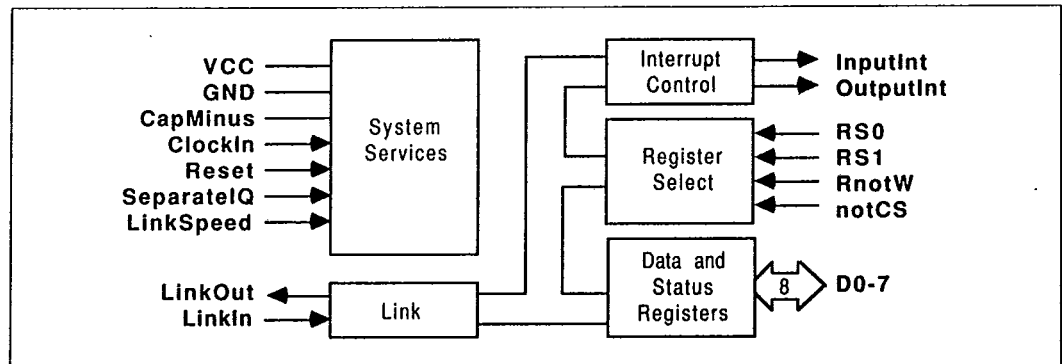 VCC
GND
CapMinus
ClockIn
Reset
SeparateIQ
LinkSpeed
System
Services
LinkOut
LinkIn
Link
Interrupt
Control
InputInt
OutputInt
Register
Select
RS0
RS1
RnotW
notCS
Data and
Status
Registers
8
D0-7